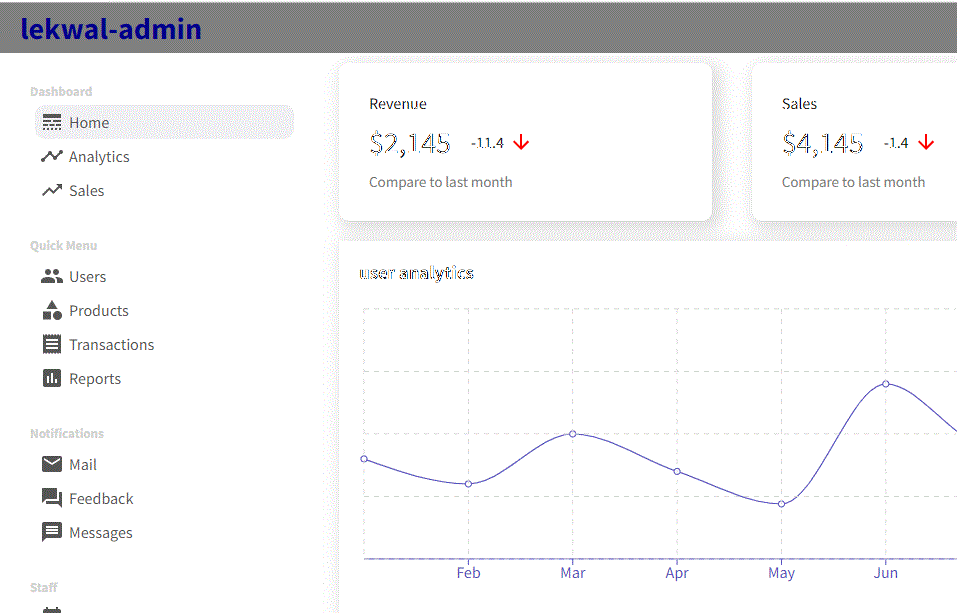 lekwal-admin
Dashboard
Home
Analytics
Sales
Quick Menu
Users
Products
Transactions
Reports
Notifications
Mail
Feedback
Messages
Staff
Revenue
$2,145 -11.4
Compare to last month
Sales
$4,145 -1.4
Compare to last month
user analytics
Feb Mar Apr May Jun